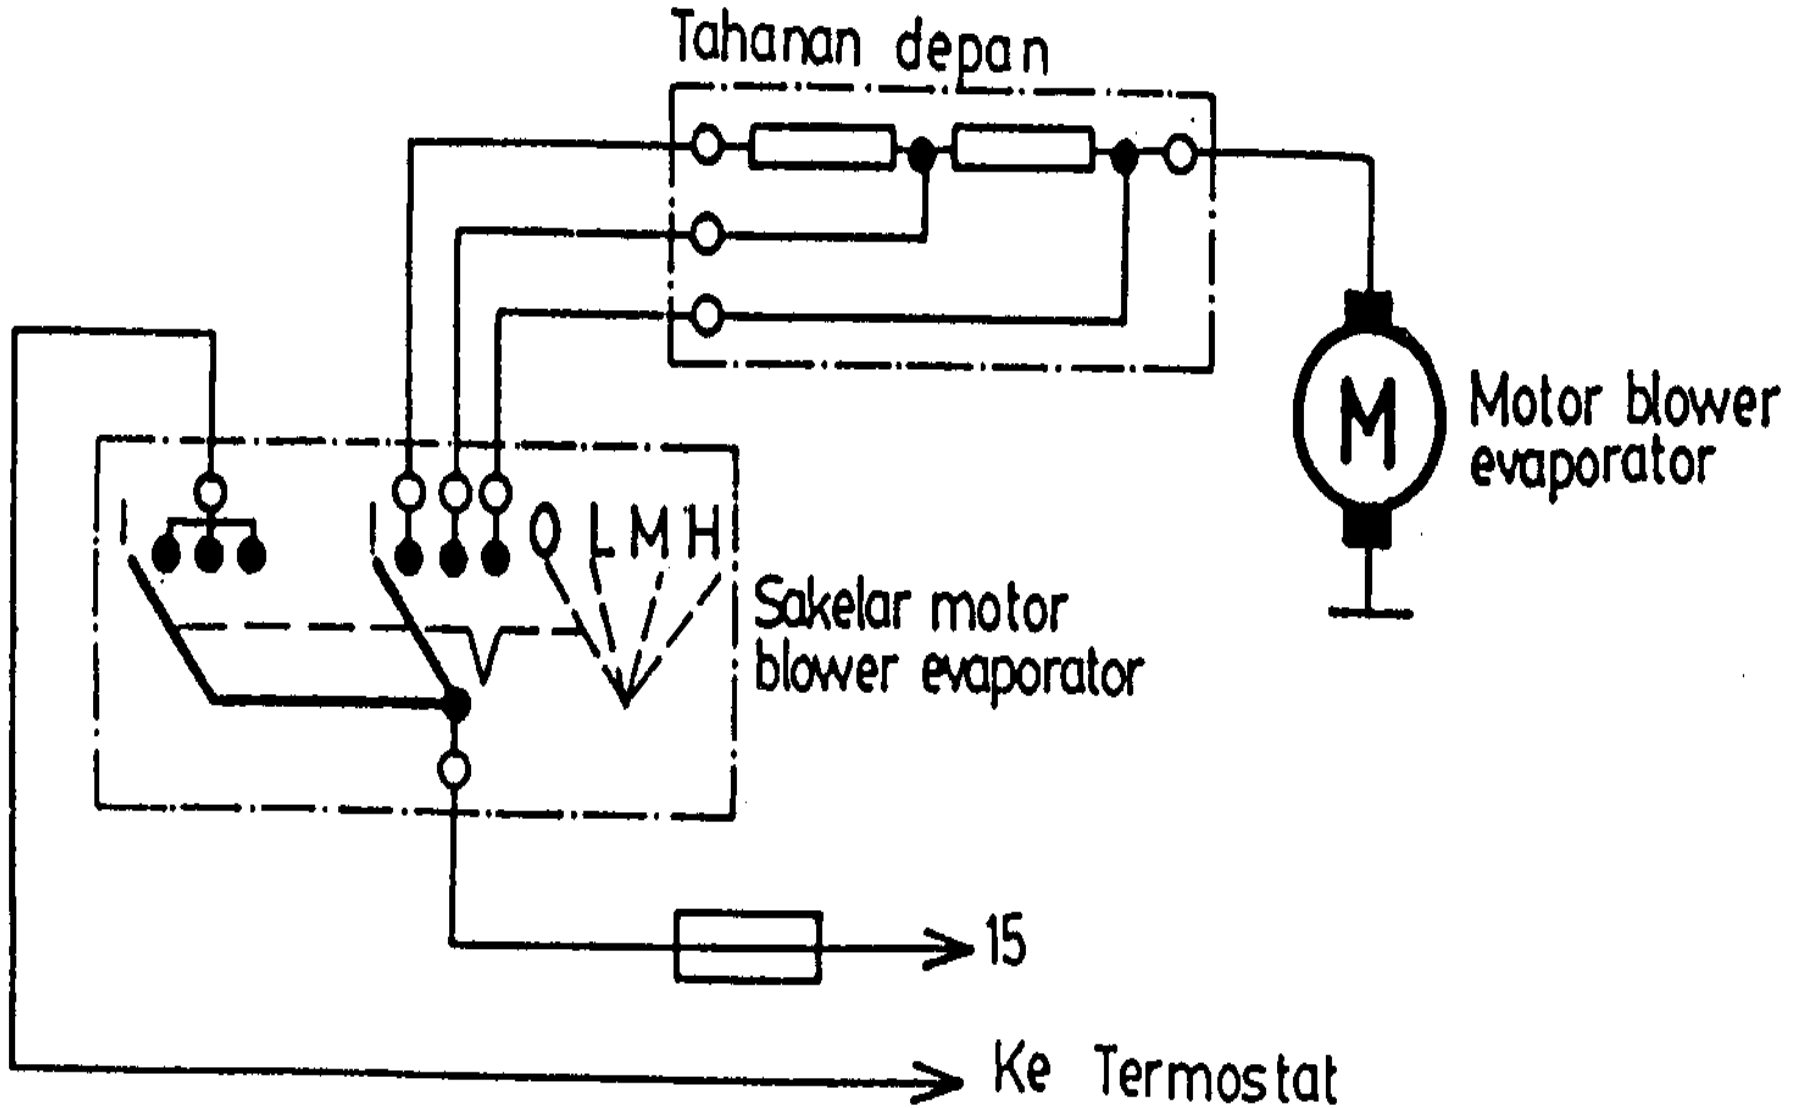 Tahanan depan
M
Motor blower
evaporator
O L M H
Sakelar motor
blower evaporator
15
Ke Termostat